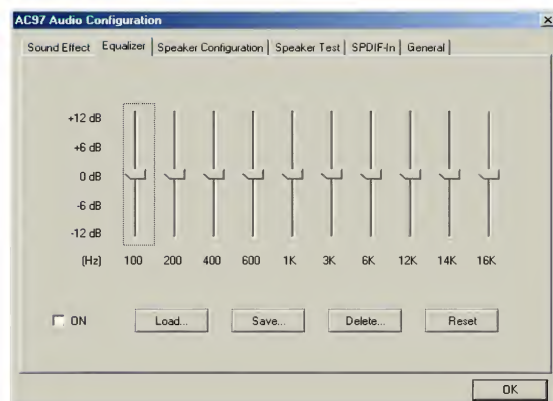 AC97 Audio Configuration
Sound Effect Equalizer Speaker Configuration Speaker Test SPDIF-In General
+12 dB
+6 dB
0 dB
-6 dB
-12 dB
(Hz) 100 200 400 600 1K 3K 6K 12K 14K 16K
ON Load... Save... Delete... Reset
OK